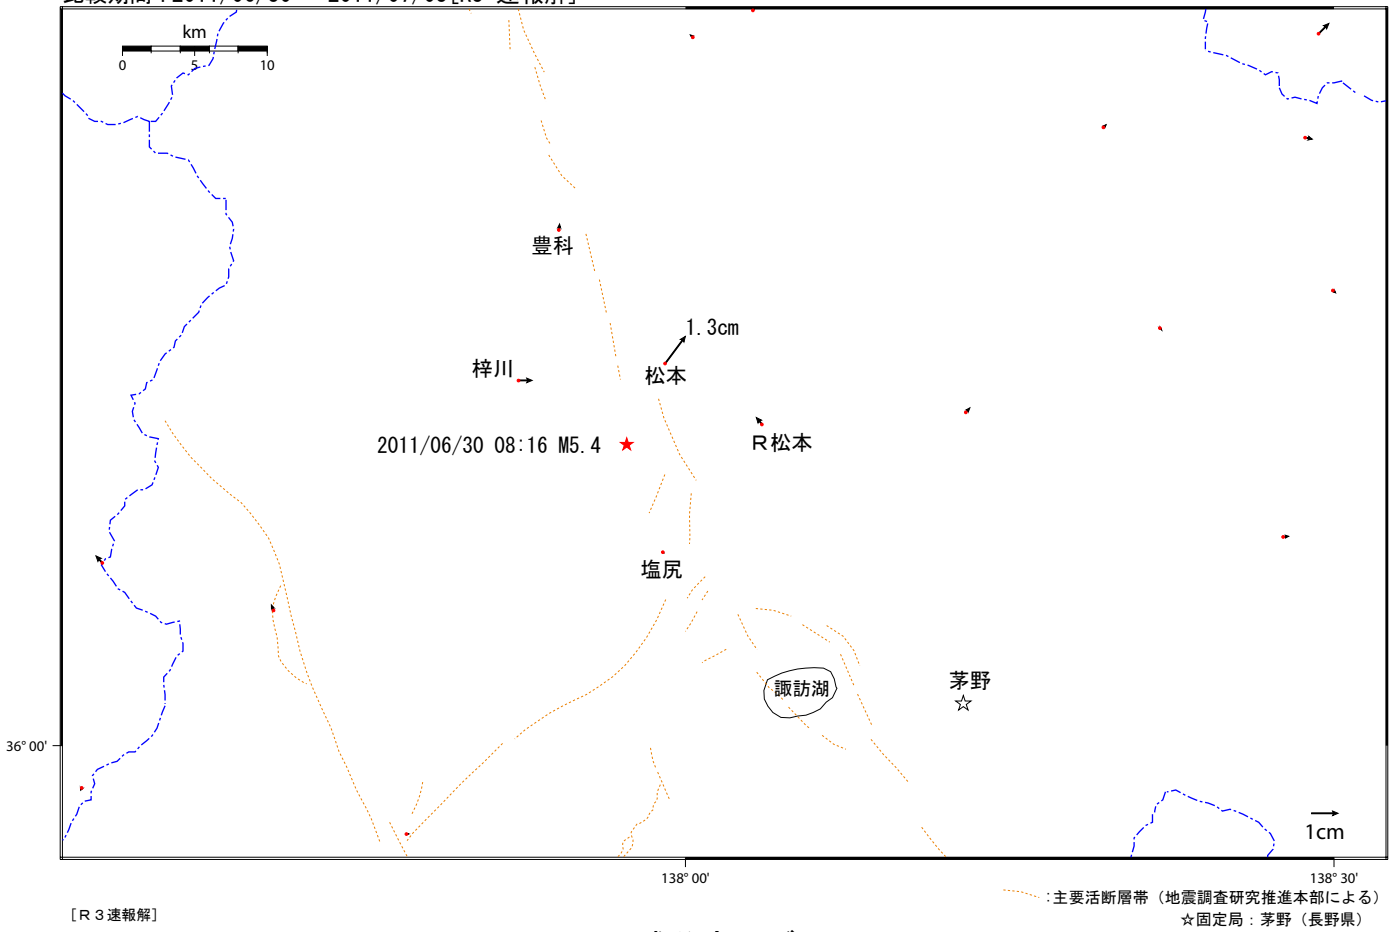 km
0 5 10
豊科
1.3cm
梓川
松本
2011/06/30 08:16 M5.4
R松本
塩尻
茅野
諏訪湖
36° 00'
1cm
138° 00'
138° 30'
:主要活断層帯（地震調査研究推進本部による）
[R3速報解]
☆固定局：茅野（長野県）